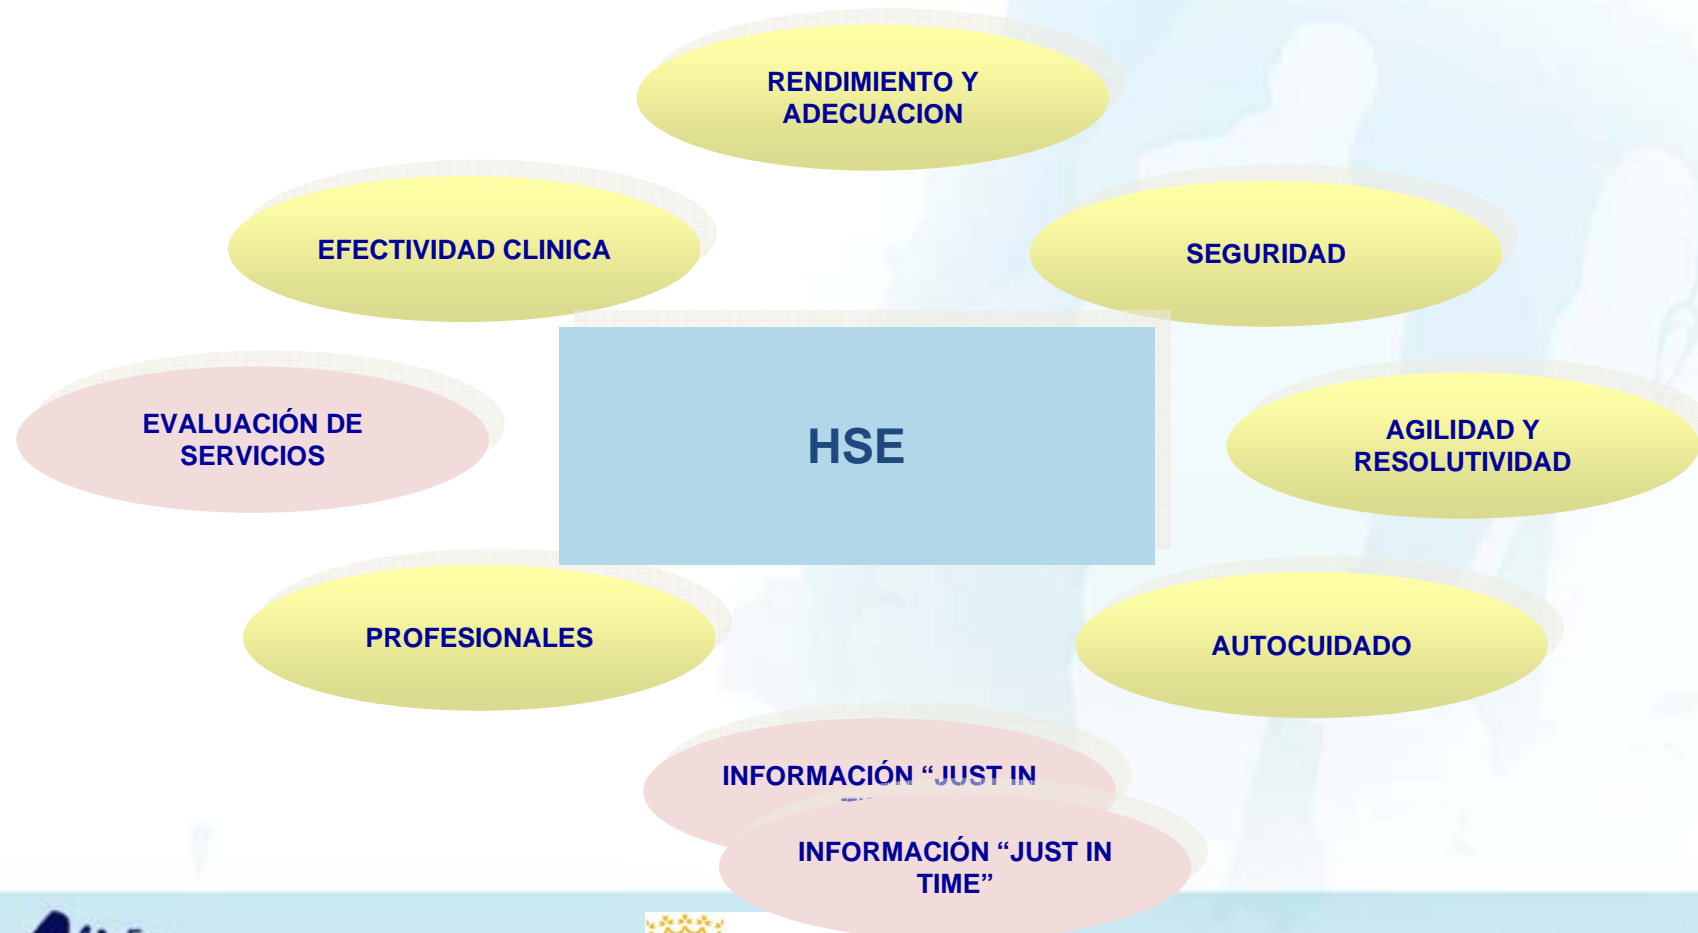 RENDIMIENTO Y
ADECUACION
EFECTIVIDAD CLINICA
SEGURIDAD
EVALUACIÓN DE
SERVICIOS
HSE
AGILIDAD Y
RESOLUTIVIDAD
PROFESIONALES
AUTOCUIDADO
INFORMACIÓN “JUST IN
INFORMACIÓN “JUST IN
TIME”